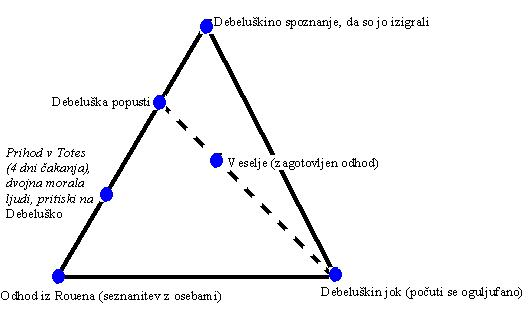 Debeluškino spoznanje, da so jo izigrali
Debeluška popusti
Veselje (zagotovljen odhod)
Prihod v Totes
(4 dni čakanja),
dvojna morala
ljudi, pritiski na
Debeluško
Odhod iz Rouena (seznanitev z osebami)
Debeluškin jok (počuti se oguljufano)